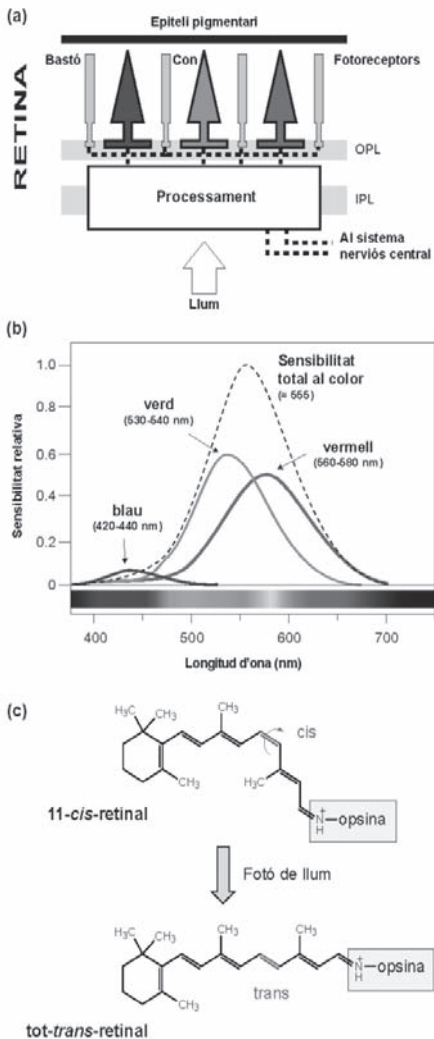 (a)
Epiteli pigmentari
Bastó
Con
Fotoreceptors
RETINA
OPL
Processament
IPL
Al sistema
nerviós central
Llum
(b)
1.0
0.8
0.6
0.4
0.2
0
Sensibilitat relativa
Sensibilitat
total al color
(≈ 555)
verd
(530-540 nm)
vermell
(560-580 nm)
blau
(420-440 nm)
400
500
600
700
Longitud d'ona (nm)
(c)
H₃C
CH₃
CH₃
cis
CH₃
H₃C
11-cis-retinal
N
+
H
opsina
Fotó de llum
H₃C
CH₃
CH₃
CH₃
CH₃
trans
N
+
H
opsina
tot-trans-retinal